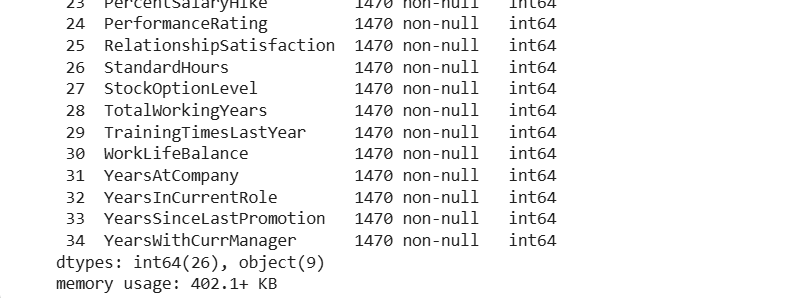 23 PercentSalaryHike 1470 non-null int64
24 PerformanceRating 1470 non-null int64
25 RelationshipSatisfaction 1470 non-null int64
26 StandardHours 1470 non-null int64
27 StockOptionLevel 1470 non-null int64
28 TotalWorkingYears 1470 non-null int64
29 TrainingTimesLastYear 1470 non-null int64
30 WorkLifeBalance 1470 non-null int64
31 YearsAtCompany 1470 non-null int64
32 YearsInCurrentRole 1470 non-null int64
33 YearsSinceLastPromotion 1470 non-null int64
34 YearsWithCurrManager 1470 non-null int64
dtypes: int64(26), object(9)
memory usage: 402.1+ KB